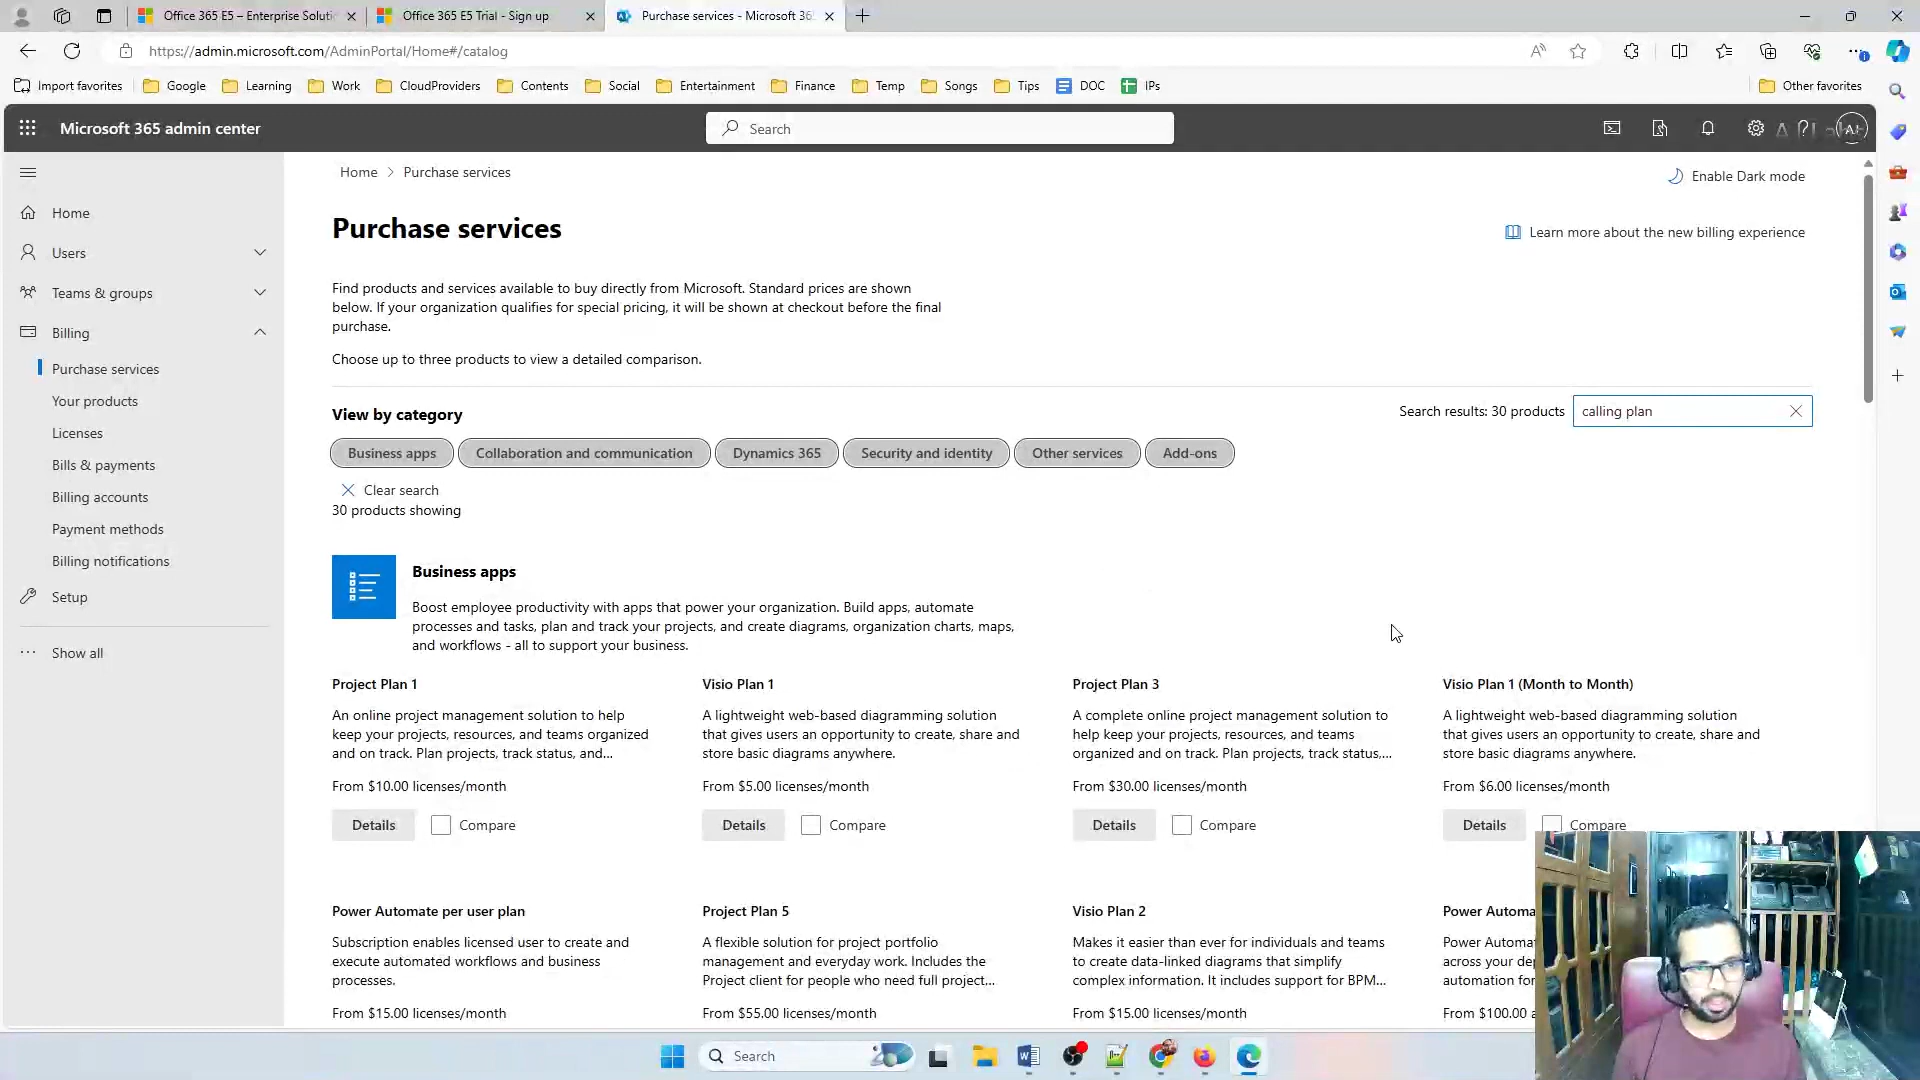 Office 365 E5 – Enterprise Soluti
Office 365 E5 Trial - Sign up
Purchase services - Microsoft 36
https://admin.microsoft.com/AdminPortal/Home#/catalog
Import favorites
Google
Learning
Work
CloudProviders
Contents
Social
Entertainment
Finance
Temp
Songs
Tips
DOC
IPs
Other favorites
Microsoft 365 admin center
Search
Home
Users
Teams & groups
Billing
Purchase services
Your products
Licenses
Bills & payments
Billing accounts
Payment methods
Billing notifications
Setup
Show all
Home > Purchase services
Enable Dark mode
Purchase services
Learn more about the new billing experience
Find products and services available to buy directly from Microsoft. Standard prices are shown
below. If your organization qualifies for special pricing, it will be shown at checkout before the final
purchase.
Choose up to three products to view a detailed comparison.
View by category
Search results: 30 products
calling plan
Business apps
Collaboration and communication
Dynamics 365
Security and identity
Other services
Add-ons
Clear search
30 products showing
Business apps
Boost employee productivity with apps that power your organization. Build apps, automate
processes and tasks, plan and track your projects, and create diagrams, organization charts, maps,
and workflows - all to support your business.
Project Plan 1
An online project management solution to help
keep your projects, resources, and teams organized
and on track. Plan projects, track status, and...
From $10.00 licenses/month
Details
Compare
Visio Plan 1
A lightweight web-based diagramming solution
that gives users an opportunity to create, share and
store basic diagrams anywhere.
From $5.00 licenses/month
Details
Compare
Project Plan 3
A complete online project management solution to
help keep your projects, resources, and teams
organized and on track. Plan projects, track status,...
From $30.00 licenses/month
Details
Compare
Visio Plan 1 (Month to Month)
A lightweight web-based diagramming solution
that gives users an opportunity to create, share and
store basic diagrams anywhere.
From $6.00 licenses/month
Details
Compare
Power Automate per user plan
Subscription enables licensed user to create and
execute automated workflows and business
processes.
From $15.00 licenses/month
Project Plan 5
A flexible solution for project portfolio
management and everyday work. Includes the
Project client for people who need full project...
From $55.00 licenses/month
Visio Plan 2
Makes it easier than ever for individuals and teams
to create data-linked diagrams that simplify
complex information. It includes support for BPM...
From $15.00 licenses/month
Power Automa
Power Automat
across your dep
automation for
From $100.00 a
Search